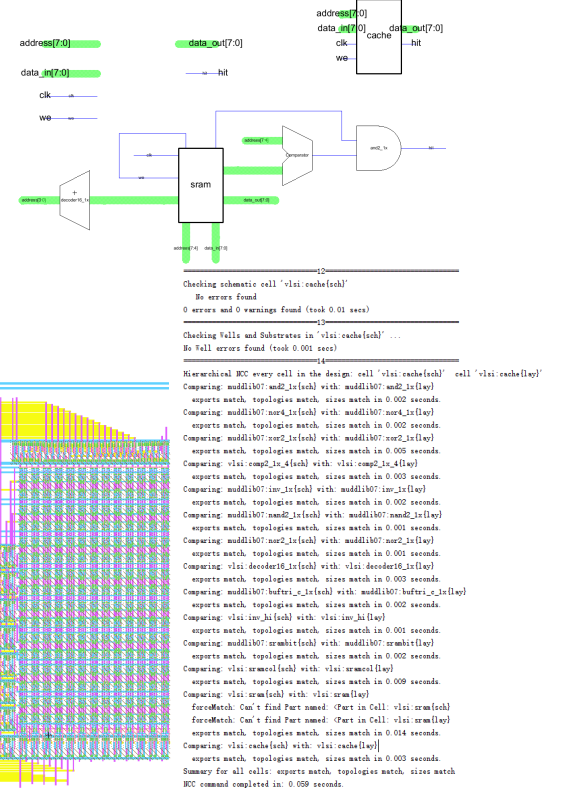 address[7:0]
data_in[7:0]
data_out[7:0]
cache
clk
hit
we
address[7:0]
data_out[7:0]
data_in[7:0]
hit
hit
clk
clk
we
we
address[7:4]
Comparator
and2_1x
hit
clk
we
sram
address[3:0]
decoder16_1x
data_out[7:0]
address[7:4]
data_in[7:0]
12
Checking schematic cell 'vlsi:cache{sch}'
No errors found
0 errors and 0 warnings found (took 0.01 secs)
13
Checking Wells and Substrates in 'vlsi:cache{sch}' ...
No Well errors found (took 0.001 secs)
14
Hierarchical NCC every cell in the design: cell 'vlsi:cache{sch}' cell 'vlsi:cache{lay}'
Comparing: muddlib07:and2_1x{sch} with: muddlib07:and2_1x{lay}
exports match, topologies match, sizes match in 0.002 seconds.
Comparing: muddlib07:nor4_1x{sch} with: muddlib07:nor4_1x{lay}
exports match, topologies match, sizes match in 0.002 seconds.
Comparing: muddlib07:xor2_1x{sch} with: muddlib07:xor2_1x{lay}
exports match, topologies match, sizes match in 0.005 seconds.
Comparing: vlsi:comp2_1x_4{sch} with: vlsi:comp2_1x_4{lay}
exports match, topologies match, sizes match in 0.003 seconds.
Comparing: muddlib07:inv_1x{sch} with: muddlib07:inv_1x{lay}
exports match, topologies match, sizes match in 0.002 seconds.
Comparing: muddlib07:nand2_1x{sch} with: muddlib07:nand2_1x{lay}
exports match, topologies match, sizes match in 0.001 seconds.
Comparing: muddlib07:nor2_1x{sch} with: muddlib07:nor2_1x{lay}
exports match, topologies match, sizes match in 0.001 seconds.
Comparing: vlsi:decoder16_1x{sch} with: vlsi:decoder16_1x{lay}
exports match, topologies match, sizes match in 0.003 seconds.
Comparing: muddlib07:buftri_c_1x{sch} with: muddlib07:buftri_c_1x{lay}
exports match, topologies match, sizes match in 0.002 seconds.
Comparing: vlsi:inv_hi{sch} with: vlsi:inv_hi{lay}
exports match, topologies match, sizes match in 0.001 seconds.
Comparing: muddlib07:srambit{sch} with: muddlib07:srambit{lay}
exports match, topologies match, sizes match in 0.002 seconds.
Comparing: vlsi:sramcol{sch} with: vlsi:sramcol{lay}
exports match, topologies match, sizes match in 0.009 seconds.
Comparing: vlsi:sram{sch} with: vlsi:sram{lay}
forceMatch: Can't find Part named: <Part in Cell: vlsi:sram{sch}
forceMatch: Can't find Part named: <Part in Cell: vlsi:sram{lay}
exports match, topologies match, sizes match in 0.014 seconds.
Comparing: vlsi:cache{sch} with: vlsi:cache{lay}
exports match, topologies match, sizes match in 0.003 seconds.
Summary for all cells: exports match, topologies match, sizes match
NCC command completed in: 0.059 seconds.